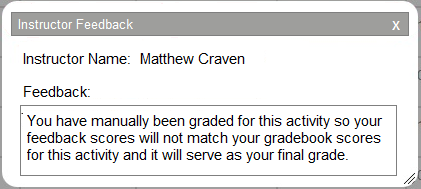 Instructor Feedback X
Instructor Name: Matthew Craven
Feedback:
You have manually been graded for this activity so your
feedback scores will not match your gradebook scores
for this activity and it will serve as your final grade.